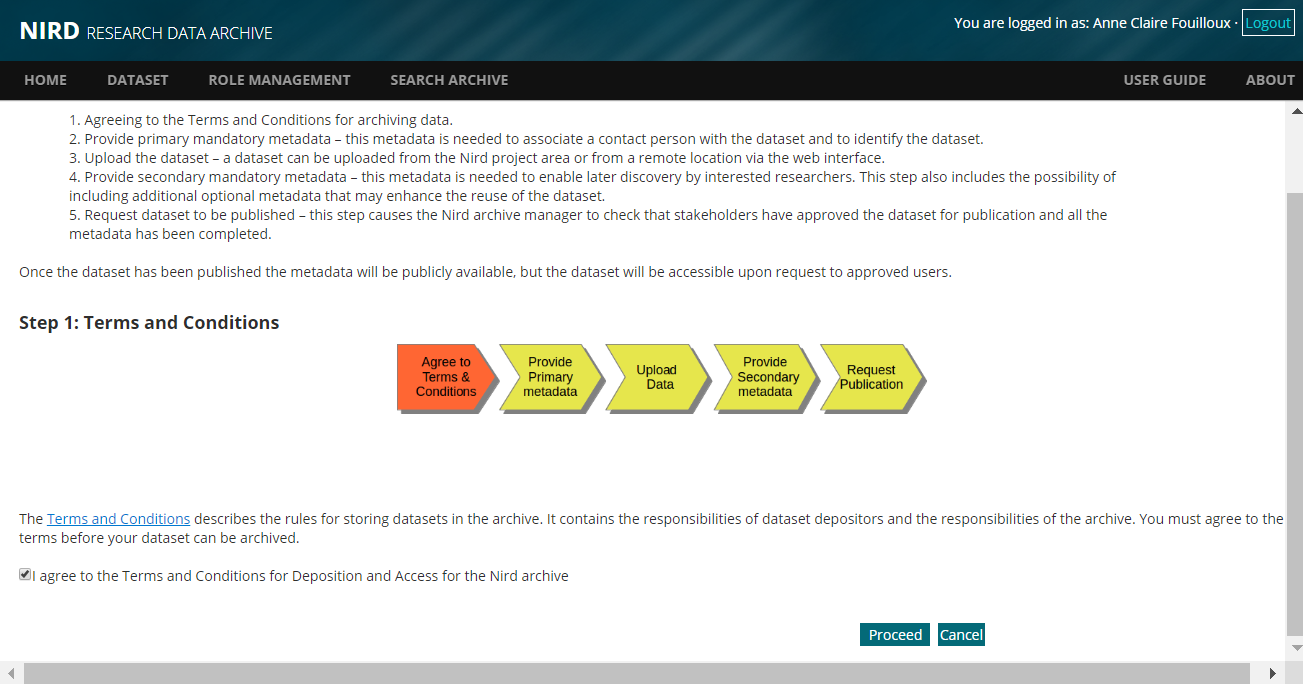 NIRD RESEARCH DATA ARCHIVE
You are logged in as: Anne Claire Fouilloux · Logout
HOME DATASET ROLE MANAGEMENT SEARCH ARCHIVE USER GUIDE ABOUT
1. Agreeing to the Terms and Conditions for archiving data.
2. Provide primary mandatory metadata – this metadata is needed to associate a contact person with the dataset and to identify the dataset.
3. Upload the dataset – a dataset can be uploaded from the Nird project area or from a remote location via the web interface.
4. Provide secondary mandatory metadata – this metadata is needed to enable later discovery by interested researchers. This step also includes the possibility of
including additional optional metadata that may enhance the reuse of the dataset.
5. Request dataset to be published – this step causes the Nird archive manager to check that stakeholders have approved the dataset for publication and all the
metadata has been completed.
Once the dataset has been published the metadata will be publicly available, but the dataset will be accessible upon request to approved users.
Step 1: Terms and Conditions
Agree to
Terms &
Conditions
Provide
Primary
metadata
Upload
Data
Provide
Secondary
metadata
Request
Publication
The Terms and Conditions describes the rules for storing datasets in the archive. It contains the responsibilities of dataset depositors and the responsibilities of the archive. You must agree to the
terms before your dataset can be archived.
I agree to the Terms and Conditions for Deposition and Access for the Nird archive
Proceed Cancel